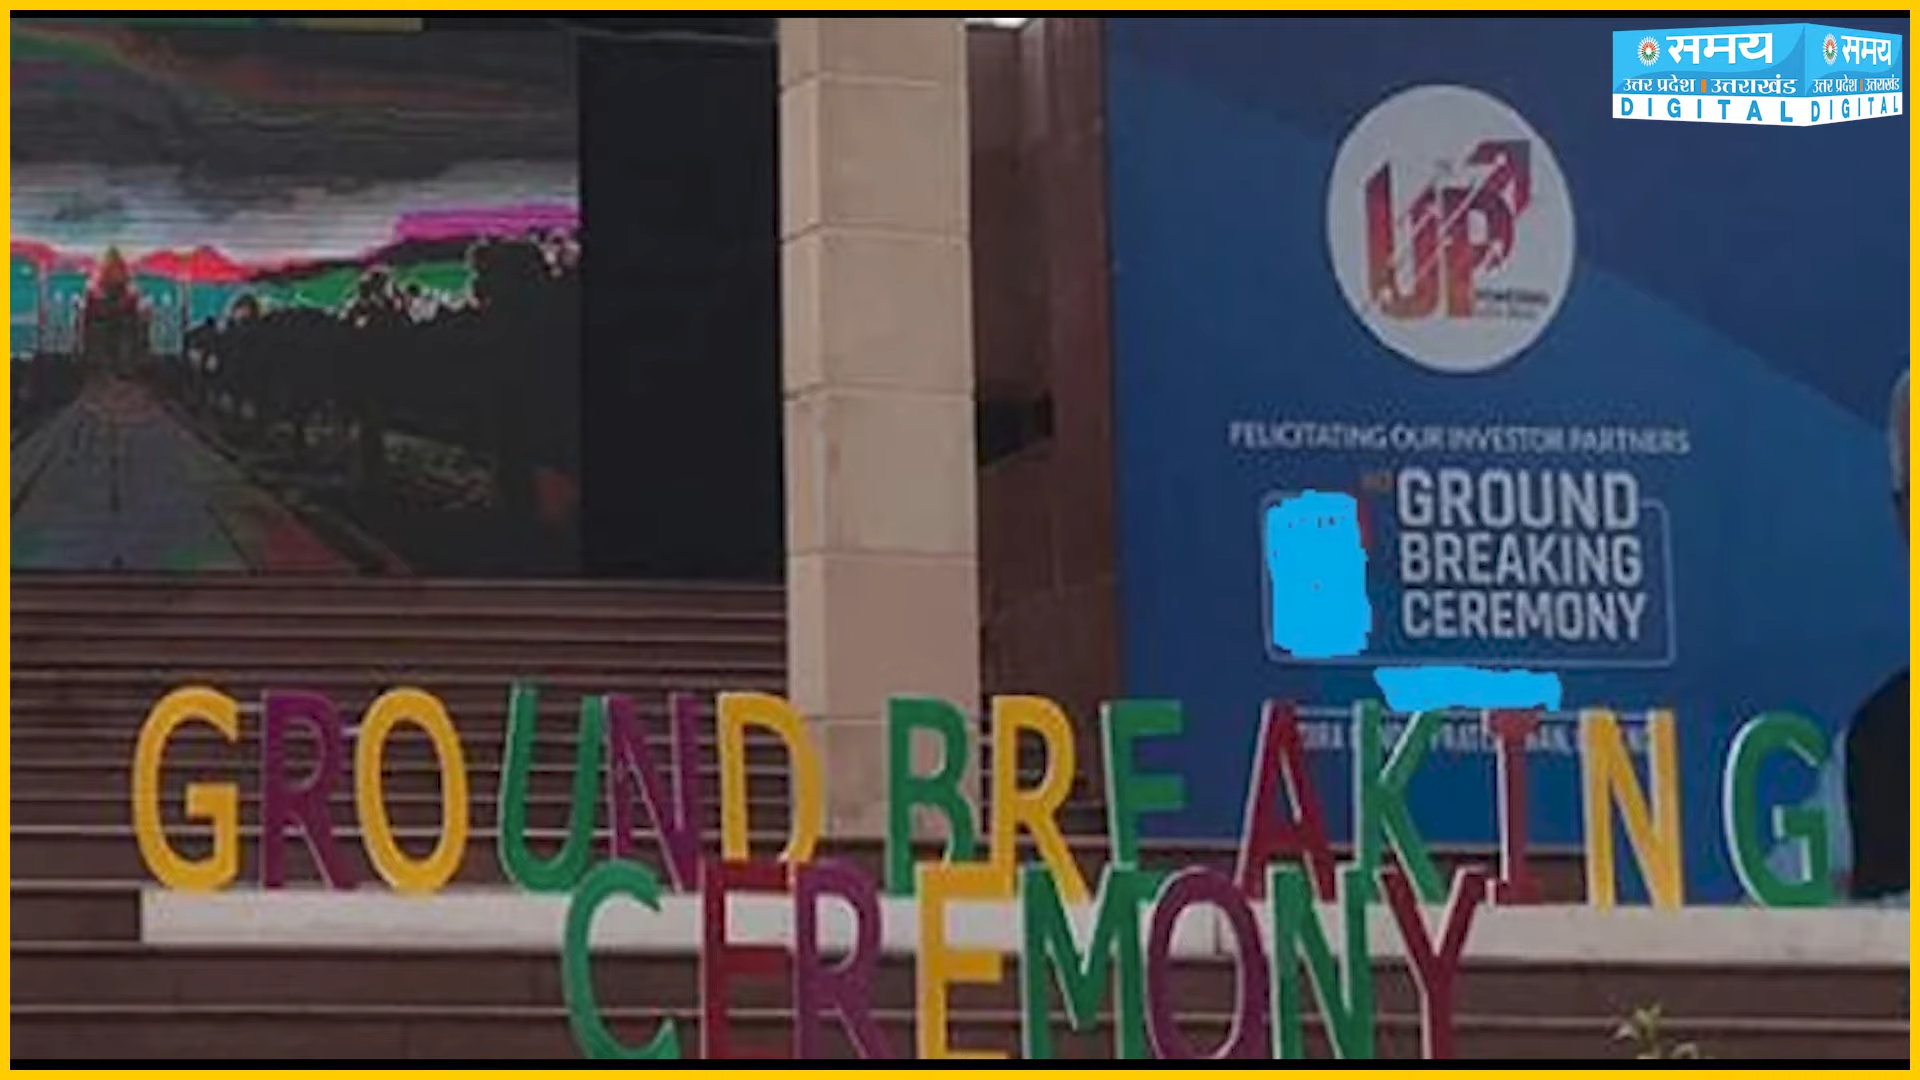 समय
उत्तर प्रदेश उत्तराखंड
DIGITAL
समय
उत्तर प्रदेश उत्तराखंड
DIGITAL
UP
FELICITATING OUR INVESTOR PARTNERS
GROUND
BREAKING
CEREMONY
GROUND BREAKING
CEREMONY